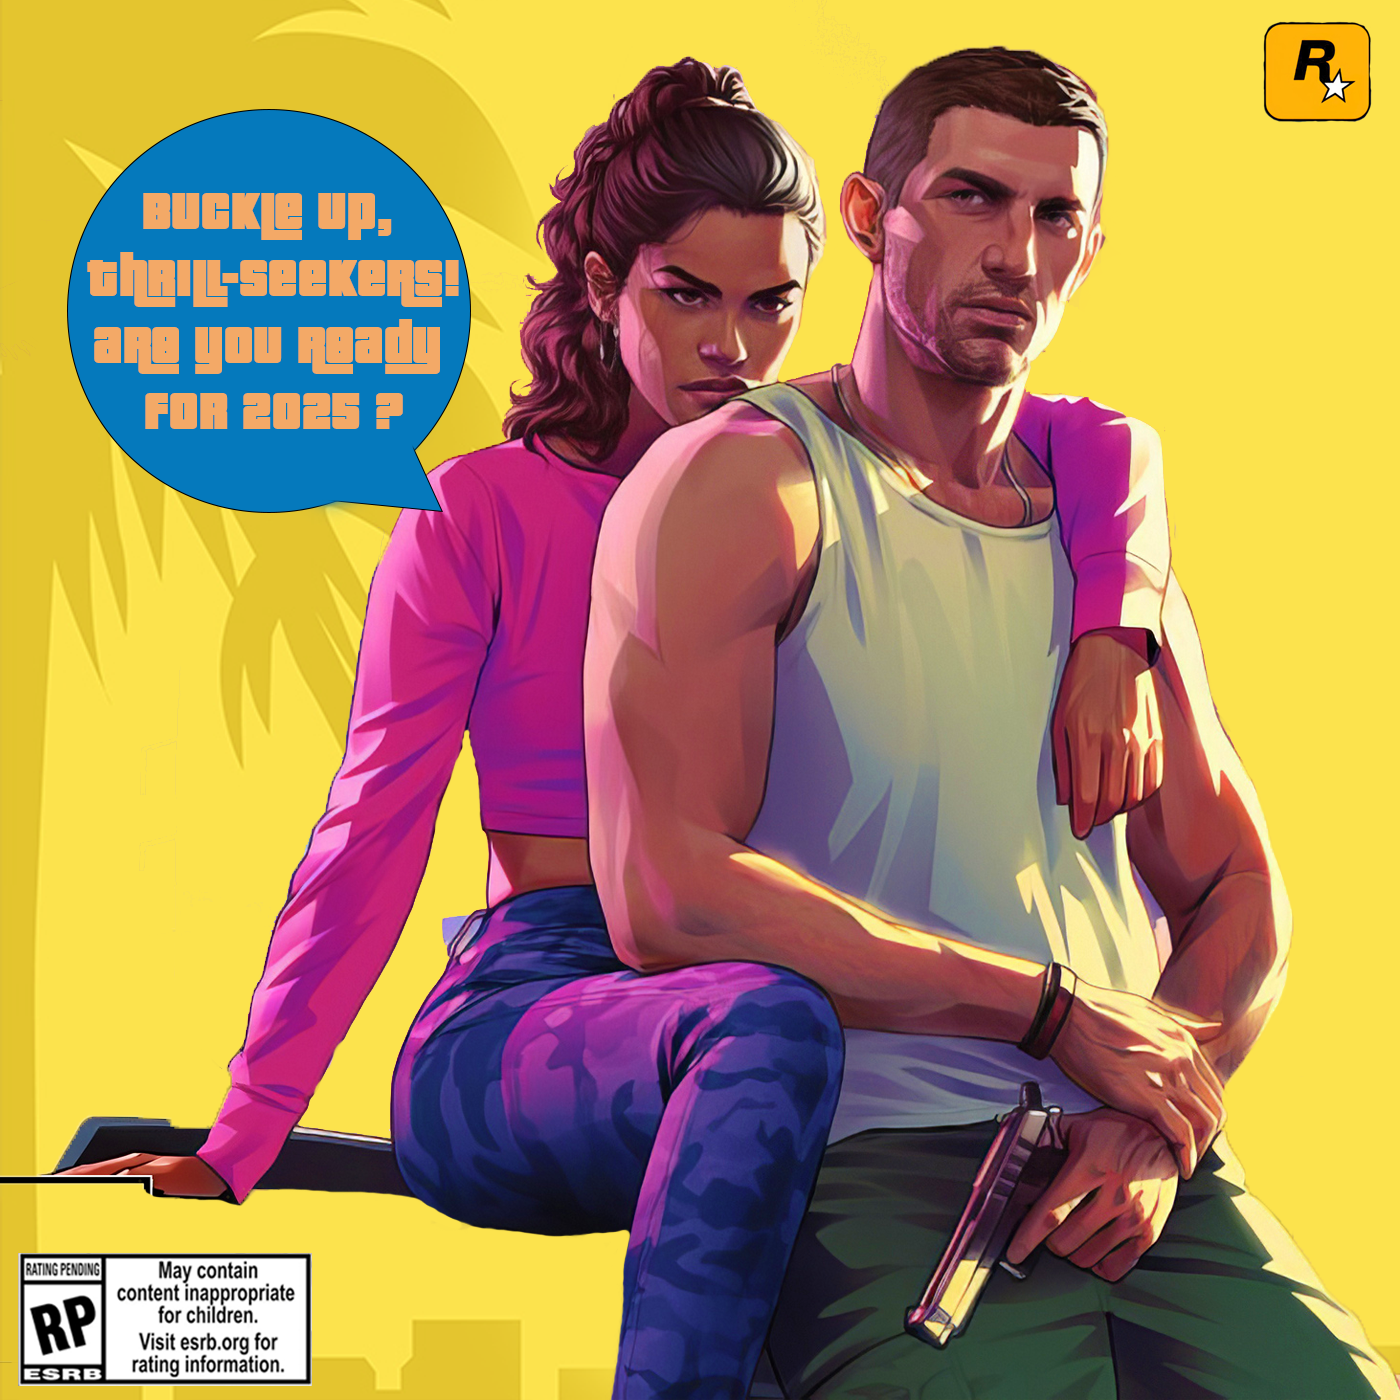 BUCKLE UP,
THRILL-SEEKERS!
ARE YOU READY
FOR 2025 ?
R
RATING PENDING
RP
ESRB
May contain
content inappropriate
for children.
Visit esrb.org for
rating information.